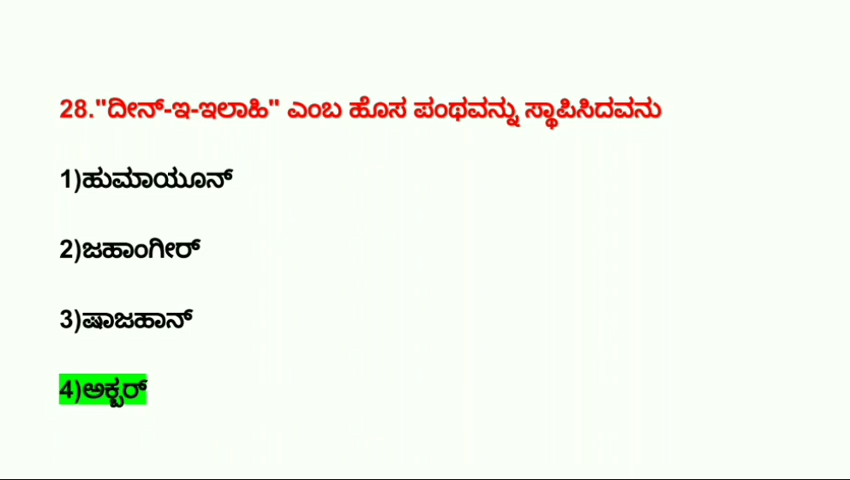 28."ದೀನ್-ಇ-ಇಲಾಹಿ" ಎಂಬ ಹೊಸ ಪಂಥವನ್ನು ಸ್ಥಾಪಿಸಿದವನು
1)ಹುಮಾಯೂನ್
2)ಜಹಾಂಗೀರ್
3)ಷಾಜಹಾನ್
4)ಅಕ್ಬರ್